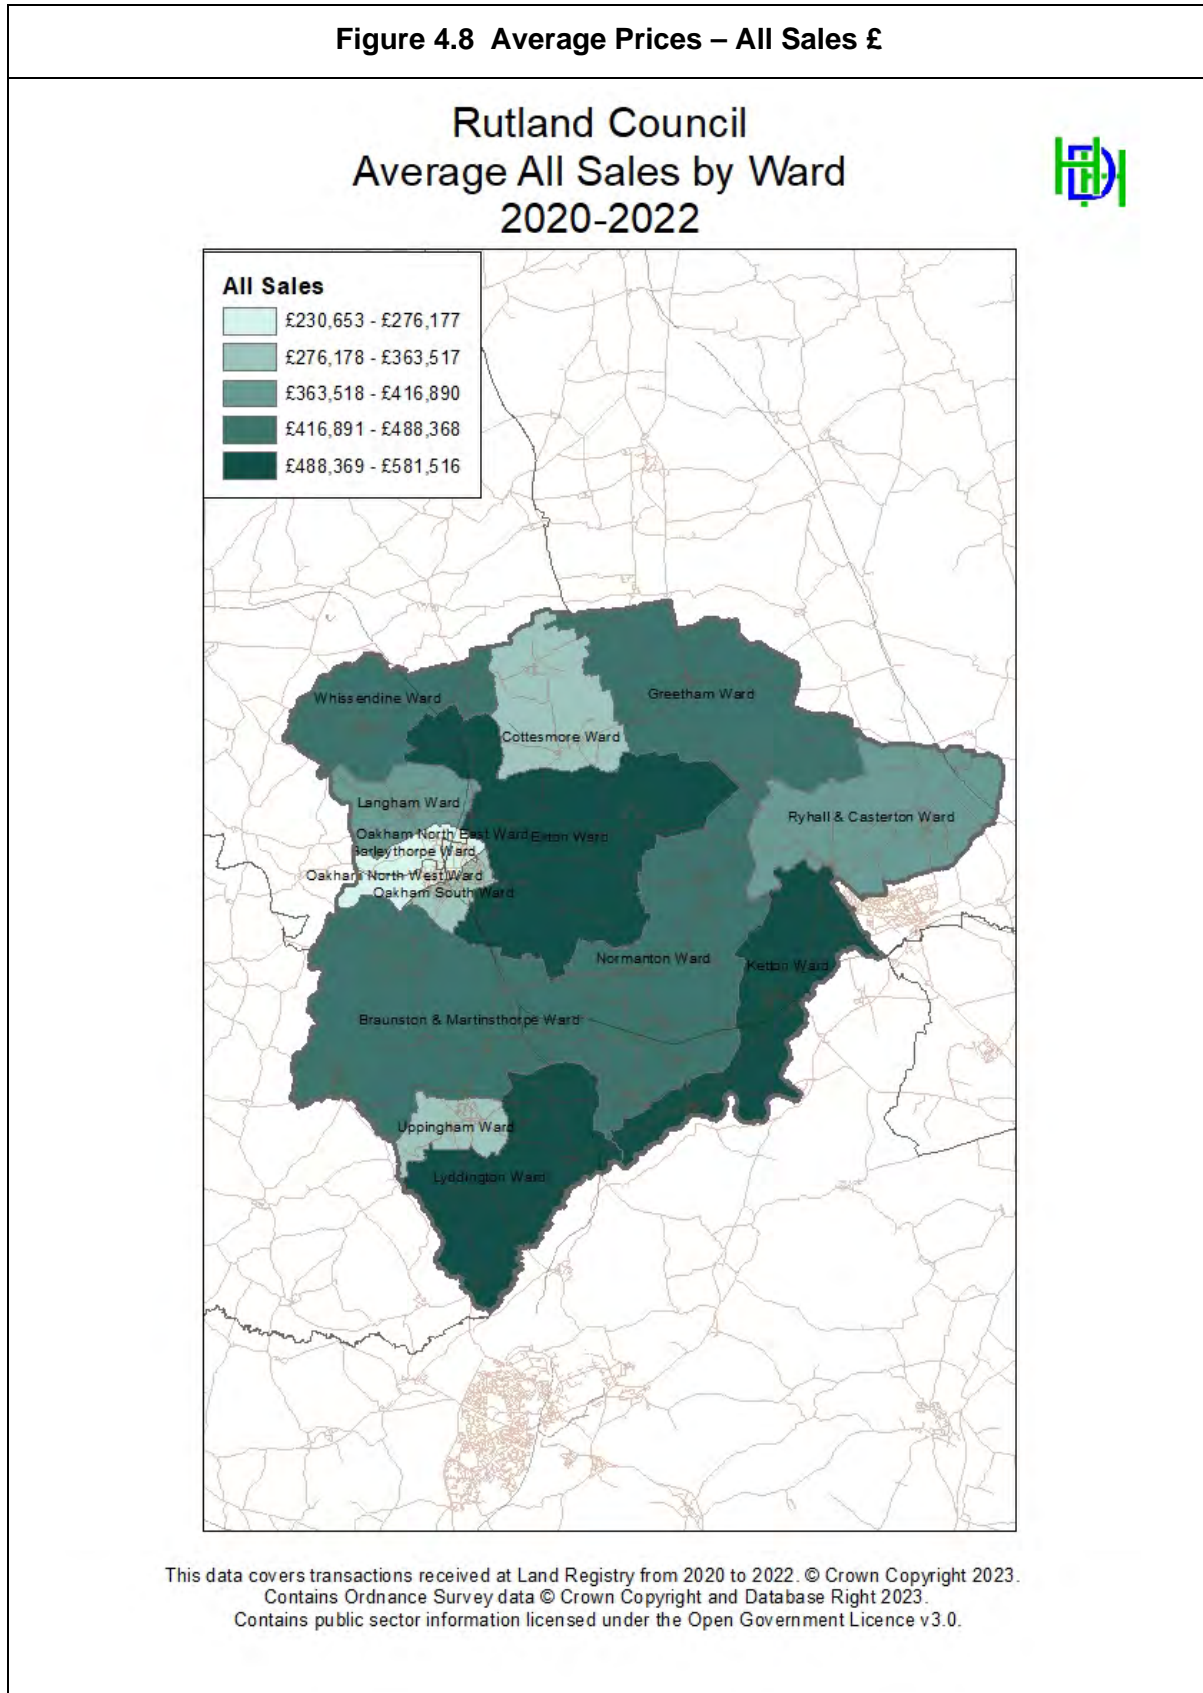 Figure 4.8 Average Prices – All Sales £
Rutland Council
Average All Sales by Ward
2020-2022
HDH
All Sales
£230,653 - £276,177
£276,178 - £363,517
£363,518 - £416,890
£416,891 - £488,368
£488,369 - £581,516
Whissendine Ward
Greetham Ward
Cottesmore Ward
Langham Ward
Ryhall & Casterton Ward
Oakham North East Ward
Exton Ward
Barleythorpe Ward
Oakham North West Ward
Oakham South Ward
Normanton Ward
Ketton Ward
Braunston & Martinsthorpe Ward
Uppingham Ward
Lyddington Ward
This data covers transactions received at Land Registry from 2020 to 2022. © Crown Copyright 2023.
Contains Ordnance Survey data © Crown Copyright and Database Right 2023.
Contains public sector information licensed under the Open Government Licence v3.0.